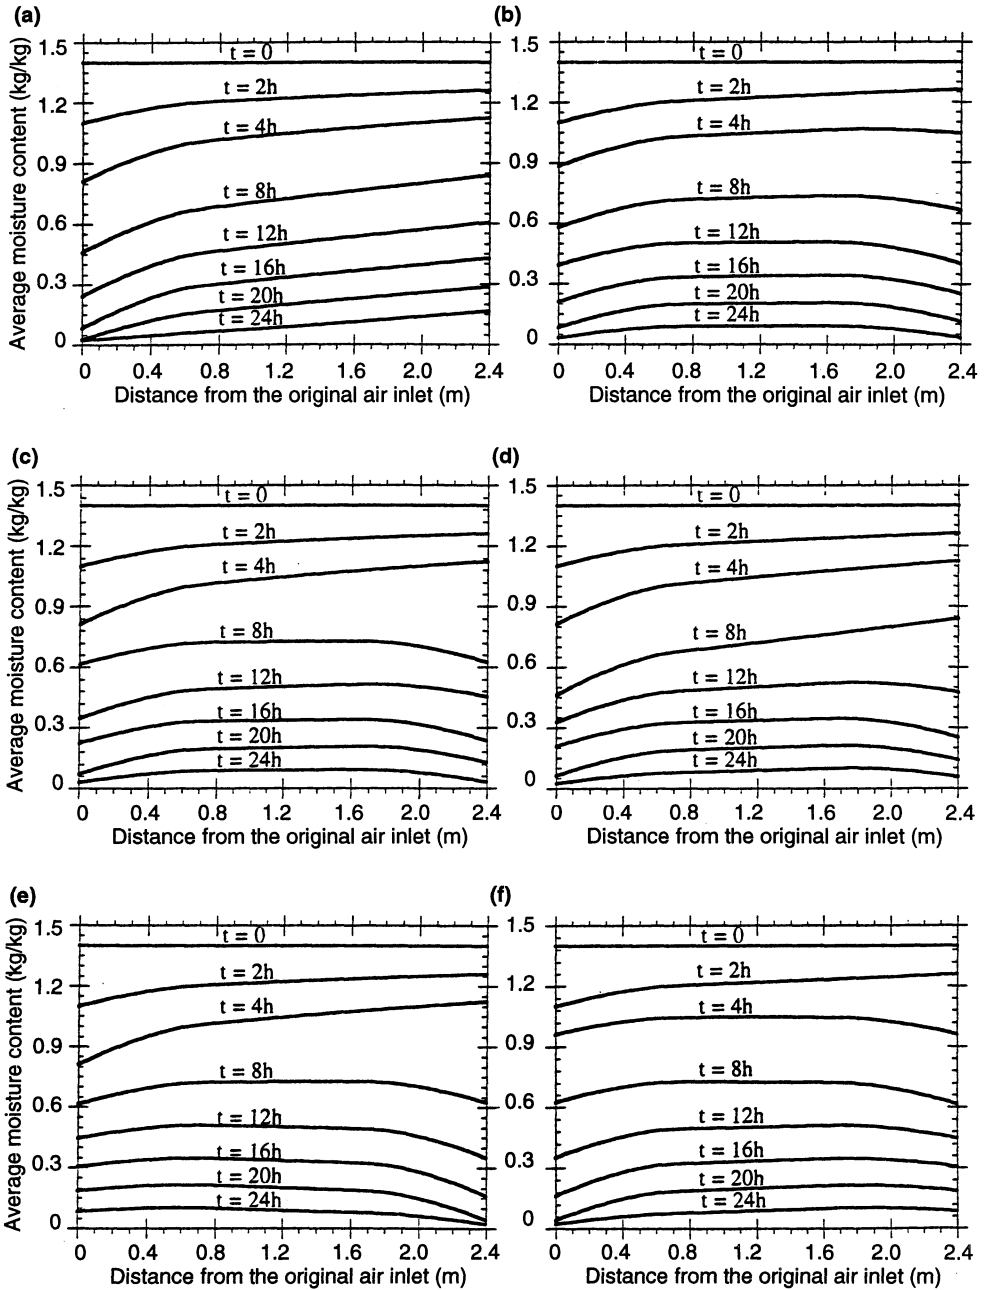 (a)
Average moisture content (kg/kg)
1.5
1.2
0.9
0.6
0.3
0
t = 0
t = 2h
t = 4h
t = 8h
t = 12h
t = 16h
t = 20h
t = 24h
0 0.4 0.8 1.2 1.6 2.0 2.4
Distance from the original air inlet (m)
(b)
1.5
1.2
0.9
0.6
0.3
0
t = 0
t = 2h
t = 4h
t = 8h
t = 12h
t = 16h
t = 20h
t = 24h
0 0.4 0.8 1.2 1.6 2.0 2.4
Distance from the original air inlet (m)
(c)
Average moisture content (kg/kg)
1.5
1.2
0.9
0.6
0.3
0
t = 0
t = 2h
t = 4h
t = 8h
t = 12h
t = 16h
t = 20h
t = 24h
0 0.4 0.8 1.2 1.6 2.0 2.4
Distance from the original air inlet (m)
(d)
1.5
1.2
0.9
0.6
0.3
0
t = 0
t = 2h
t = 4h
t = 8h
t = 12h
t = 16h
t = 20h
t = 24h
0 0.4 0.8 1.2 1.6 2.0 2.4
Distance from the original air inlet (m)
(e)
Average moisture content (kg/kg)
1.5
1.2
0.9
0.6
0.3
0
t = 0
t = 2h
t = 4h
t = 8h
t = 12h
t = 16h
t = 20h
t = 24h
0 0.4 0.8 1.2 1.6 2.0 2.4
Distance from the original air inlet (m)
(f)
1.5
1.2
0.9
0.6
0.3
0
t = 0
t = 2h
t = 4h
t = 8h
t = 12h
t = 16h
t = 20h
t = 24h
0 0.4 0.8 1.2 1.6 2.0 2.4
Distance from the original air inlet (m)